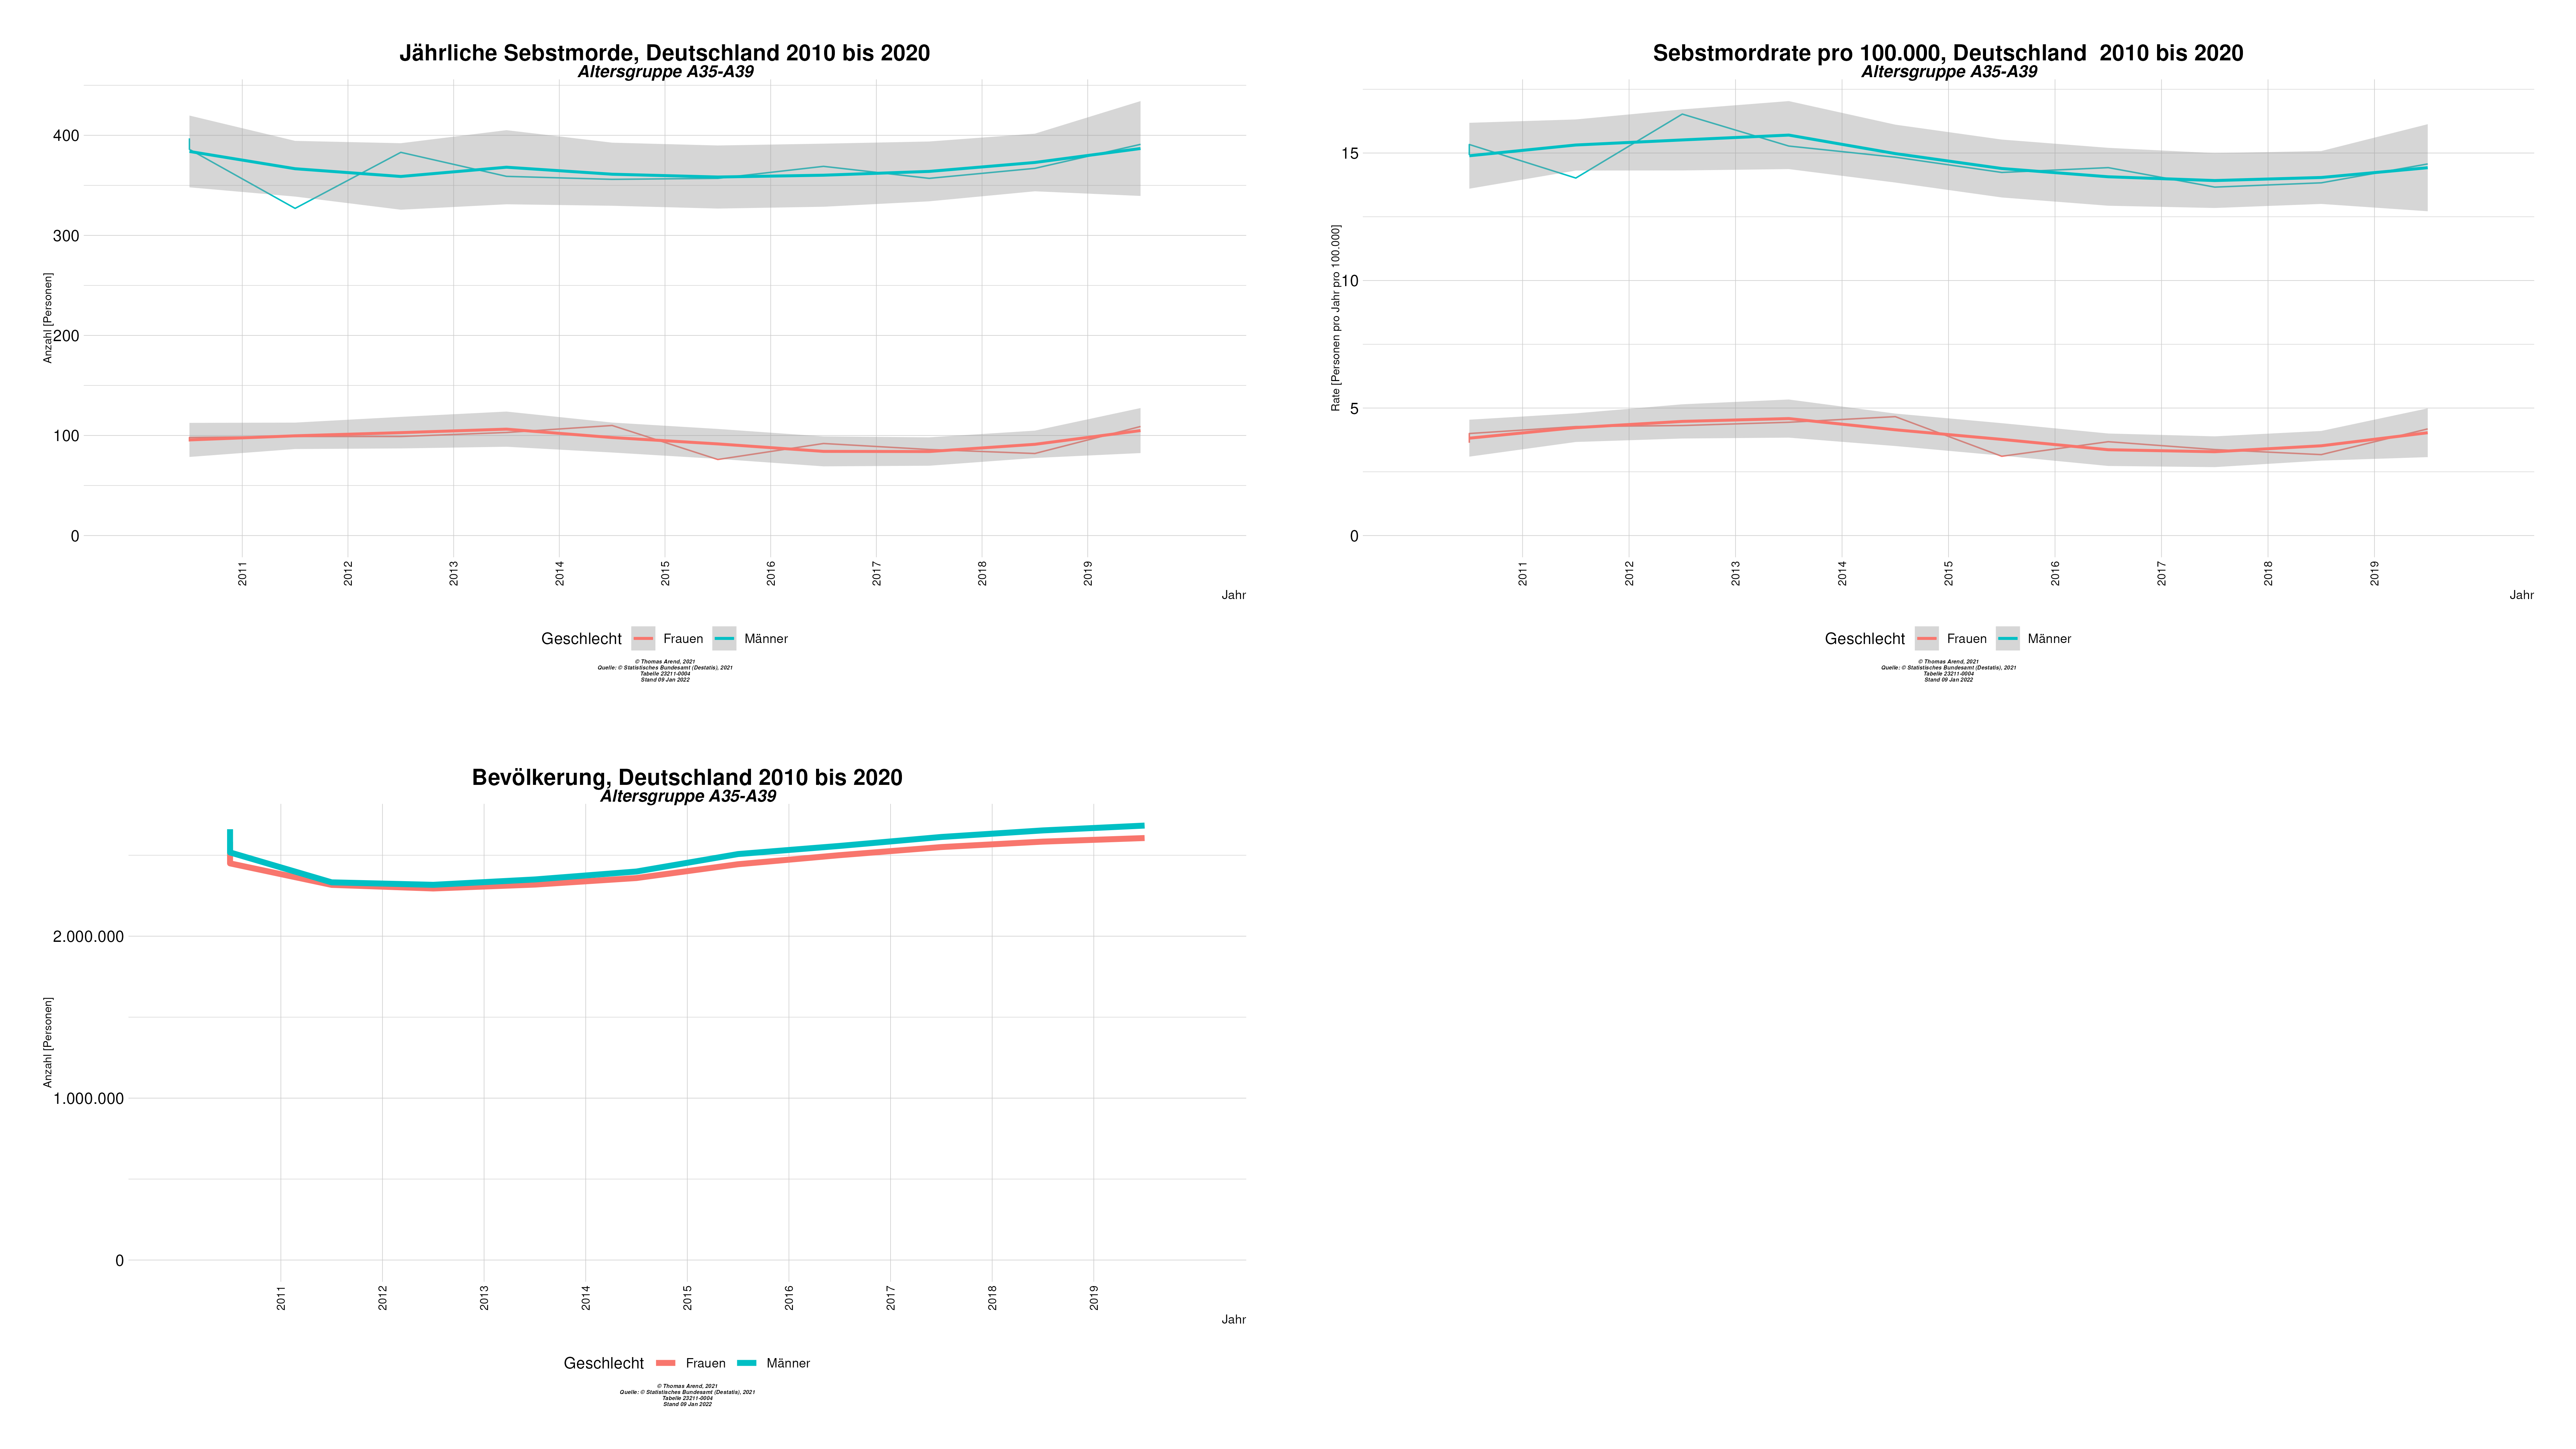 Jährliche Sebstmorde, Deutschland 2010 bis 2020
Altersgruppe A35-A39
Anzahl [Personen]
400
300
200
100
0
2011
2012
2013
2014
2015
2016
2017
2018
2019
Jahr
Geschlecht Frauen Männer
© Thomas Arend, 2021
Quelle: © Statistisches Bundesamt (Destatis), 2021
Tabelle 23211-0004
Stand 09 Jan 2022
Sebstmordrate pro 100.000, Deutschland 2010 bis 2020
Altersgruppe A35-A39
Rate [Personen pro Jahr pro 100.000]
15
10
5
0
2011
2012
2013
2014
2015
2016
2017
2018
2019
Jahr
Geschlecht Frauen Männer
© Thomas Arend, 2021
Quelle: © Statistisches Bundesamt (Destatis), 2021
Tabelle 23211-0004
Stand 09 Jan 2022
Bevölkerung, Deutschland 2010 bis 2020
Altersgruppe A35-A39
Anzahl [Personen]
2.000.000
1.000.000
0
2011
2012
2013
2014
2015
2016
2017
2018
2019
Jahr
Geschlecht Frauen Männer
© Thomas Arend, 2021
Quelle: © Statistisches Bundesamt (Destatis), 2021
Tabelle 23211-0004
Stand 09 Jan 2022